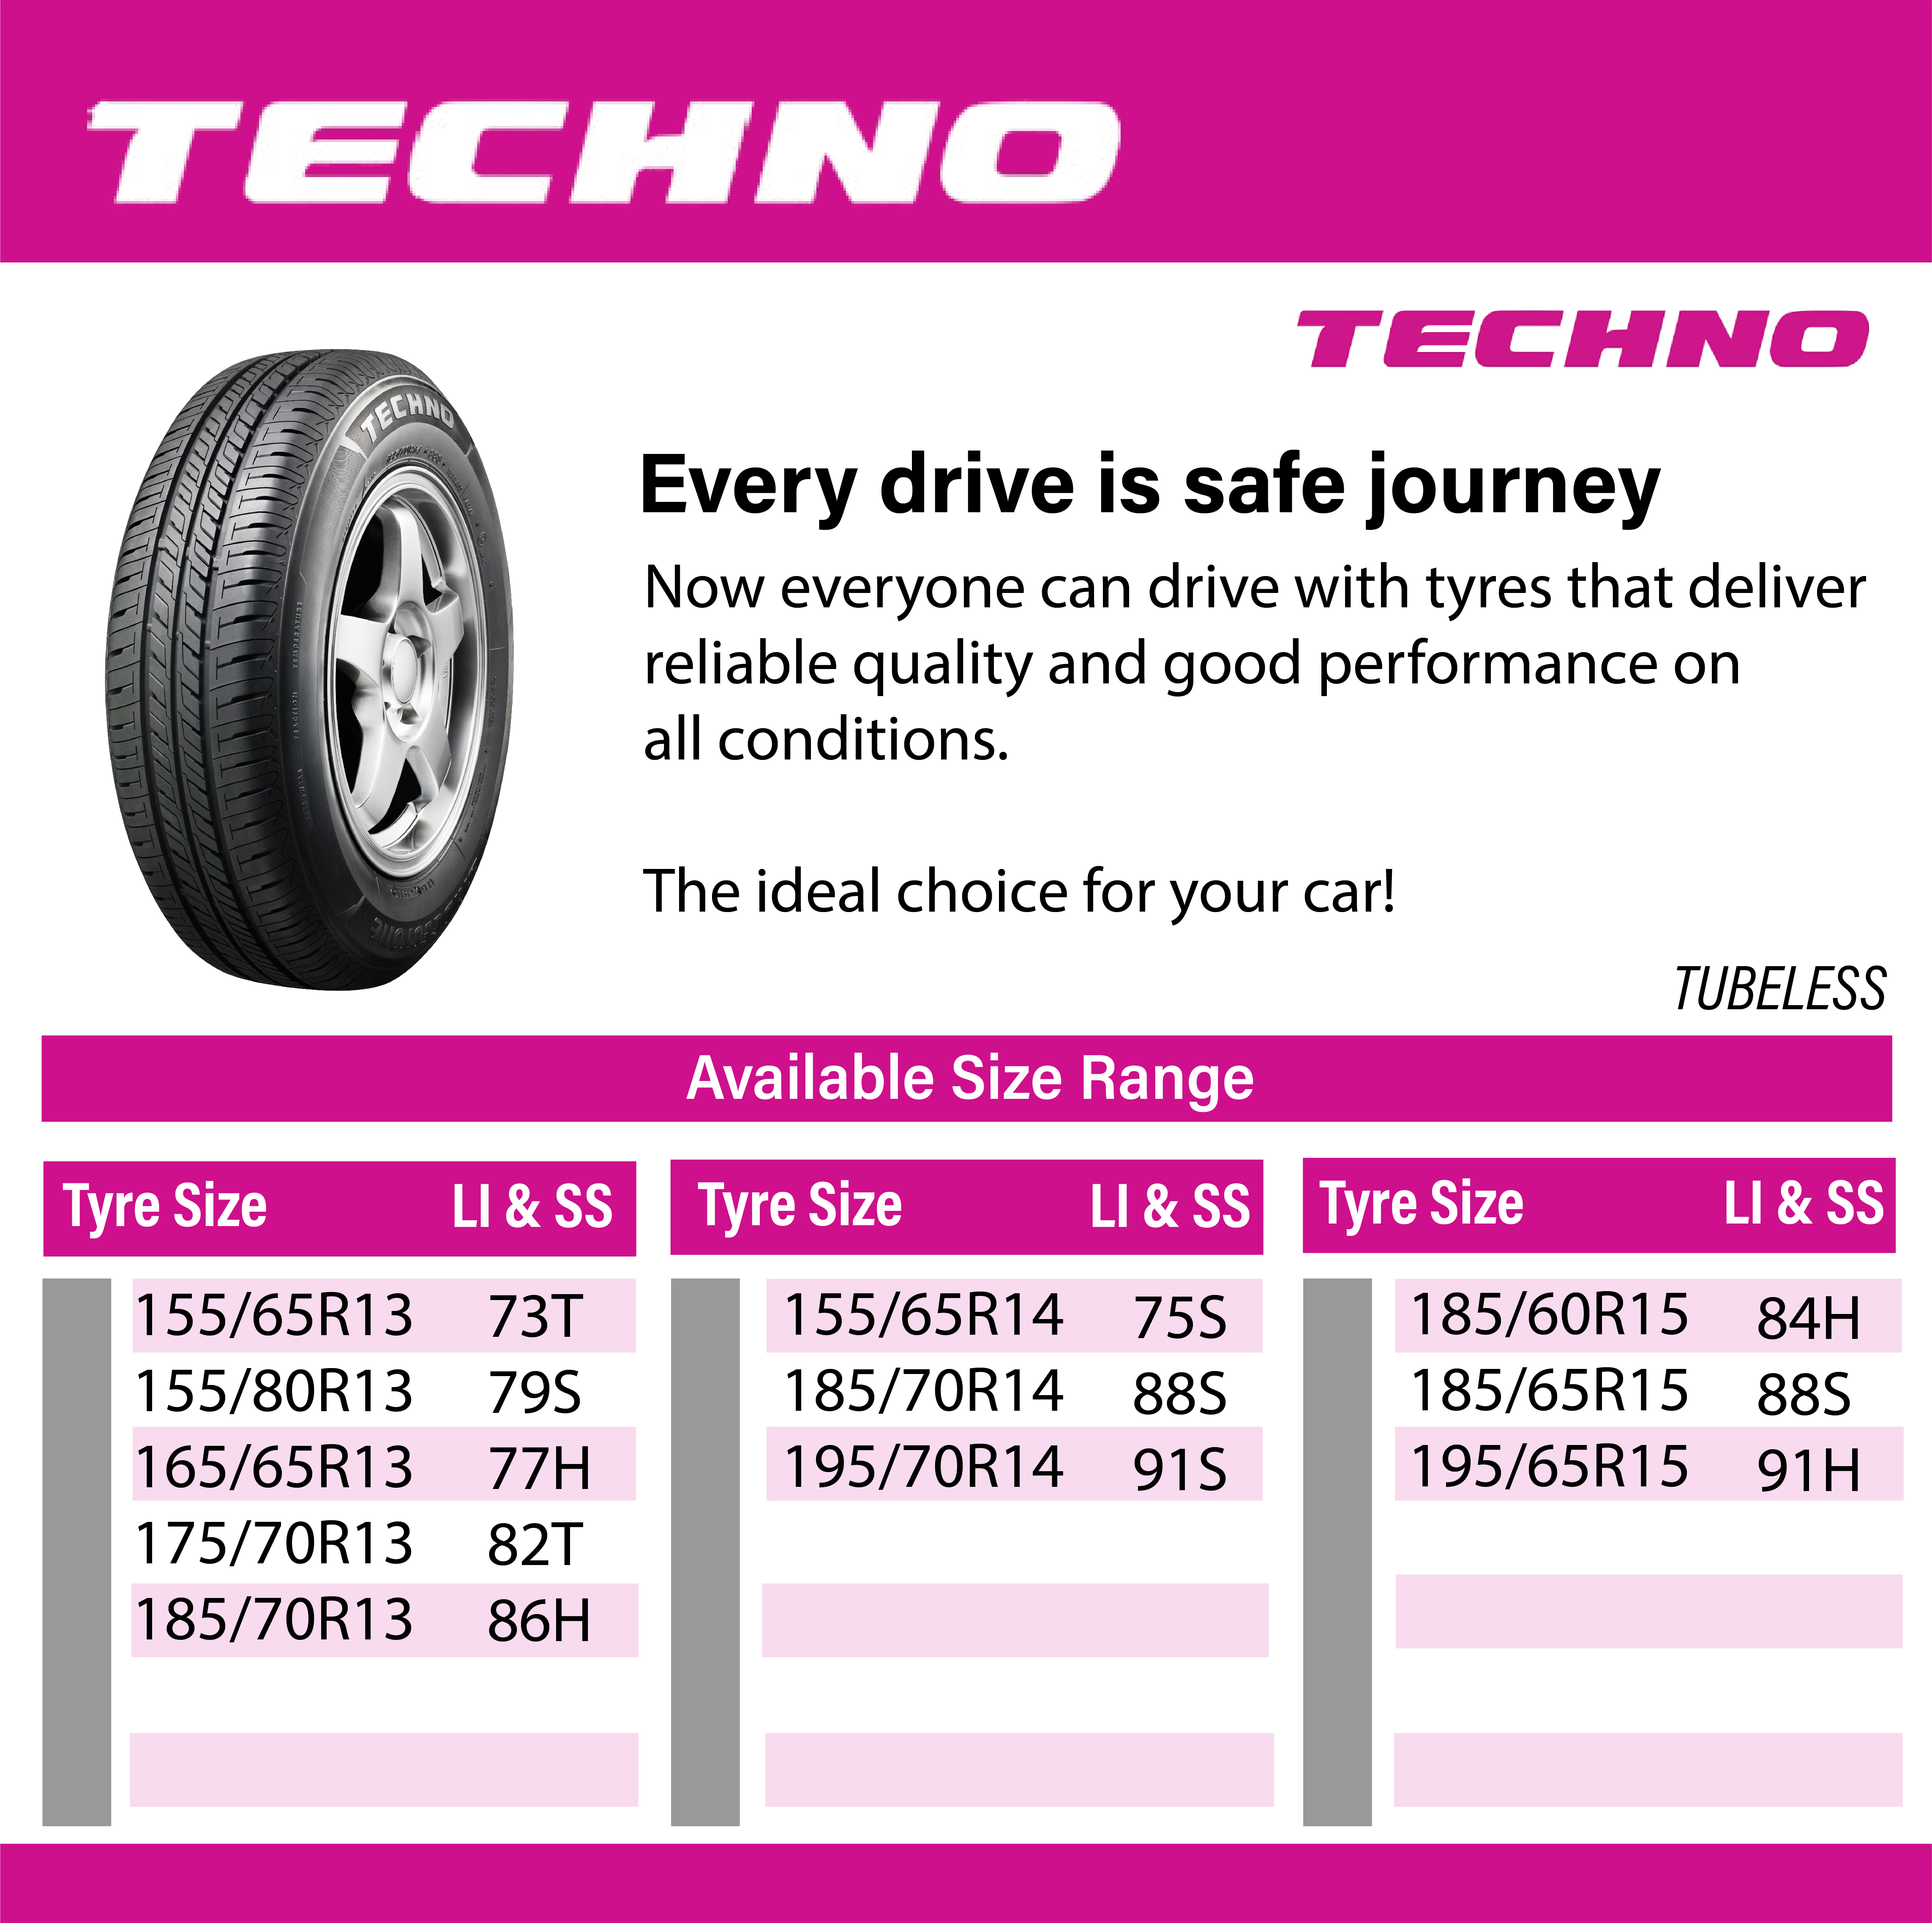 TECHNO
TECHNO
TECHNO
Every drive is safe journey
Now everyone can drive with tyres that deliver
reliable quality and good performance on
all conditions.
The ideal choice for your car!
TUBELESS
Available Size Range
Tyre Size LI & SS
155/65R13 73T
155/80R13 79S
165/65R13 77H
175/70R13 82T
185/70R13 86H
Tyre Size LI & SS
155/65R14 75S
185/70R14 88S
195/70R14 91S
Tyre Size LI & SS
185/60R15 84H
185/65R15 88S
195/65R15 91H